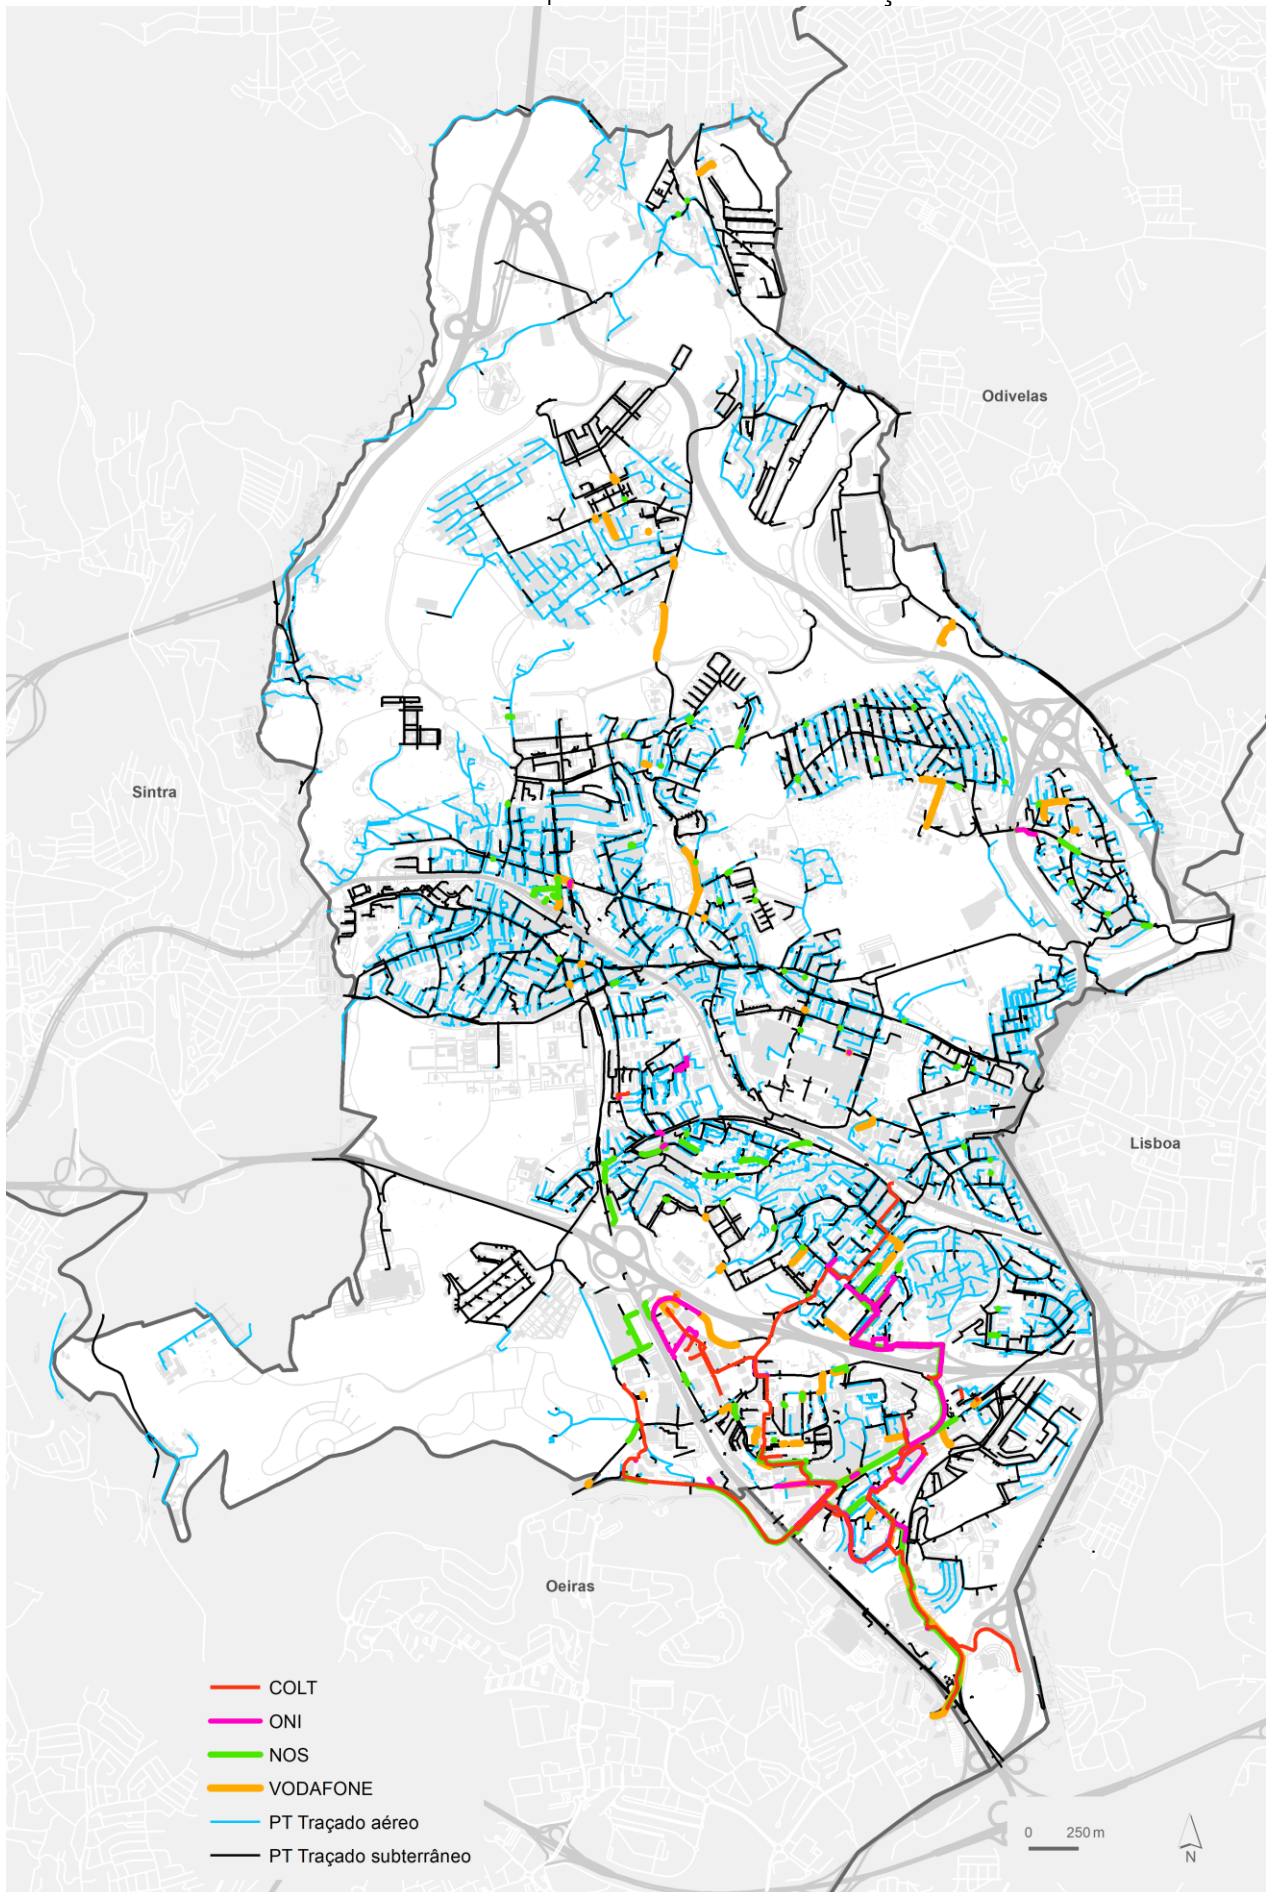 Odivelas
Sintra
Lisboa
Oeiras
COLT
ONI
NOS
VODAFONE
PT Traçado aéreo
PT Traçado subterrâneo
0 250 m
N